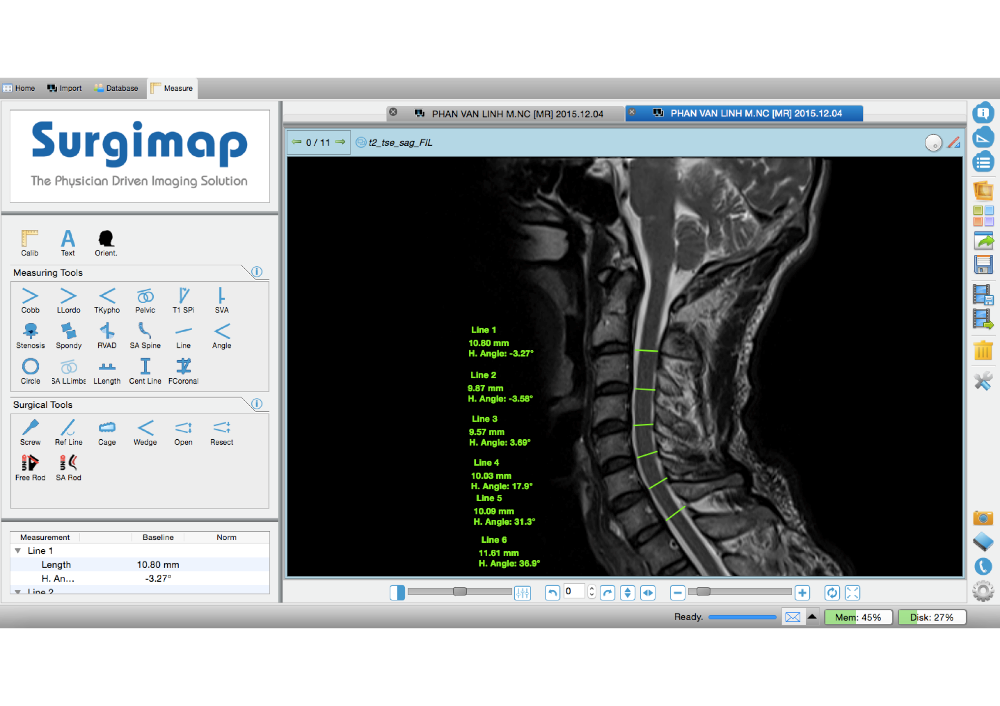 Home Import Database Measure
Surgimap
The Physician Driven Imaging Solution
Calib Text Orient.
Measuring Tools
Cobb LLordo TKypho Pelvic T1 SPi SVA
Stenosis Spondy RVAD SA Spine Line Angle
Circle SA LLimbs LLength Cent Line FCoronal
Surgical Tools
Screw Ref Line Cage Wedge Open Resect
UNiD UNiD
Free Rod SA Rod
Measurement Baseline Norm
Line 1
Length 10.80 mm
H. An... -3.27°
Line 2
PHAN VAN LINH M.NC [MR] 2015.12.04 PHAN VAN LINH M.NC [MR] 2015.12.04
0 / 11 t2_tse_sag_FIL
Line 1
10.80 mm
H. Angle: -3.27°
Line 2
9.87 mm
H. Angle: -3.58°
Line 3
9.57 mm
H. Angle: 3.69°
Line 4
10.03 mm
H. Angle: 17.9°
Line 5
10.09 mm
H. Angle: 31.3°
Line 6
11.61 mm
H. Angle: 36.9°
0
Ready. Mem: 45% Disk: 27%